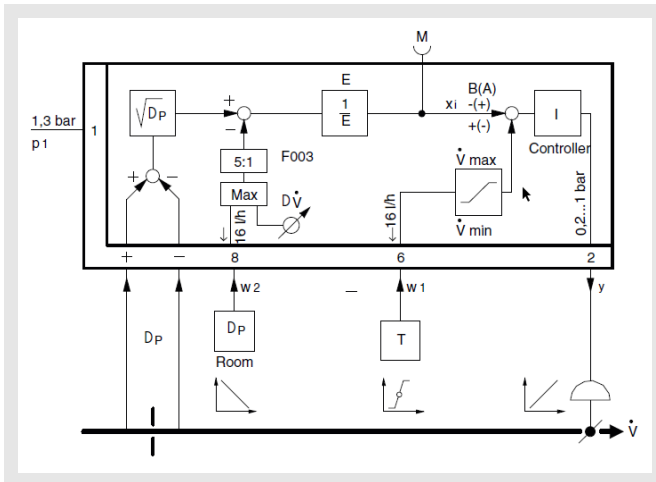 M
E
B(A)
√DP
+
−
1
E
xi
-(+)
+(-)
I
1,3 bar
p1
1
5:1
F003
Controller
+
−
Max
DV̇
V̇ max
16 l/h
16 l/h
V̇ min
0,2...1 bar
+
−
8
6
2
w2
−
w1
y
DP
DP
T
Room
V̇